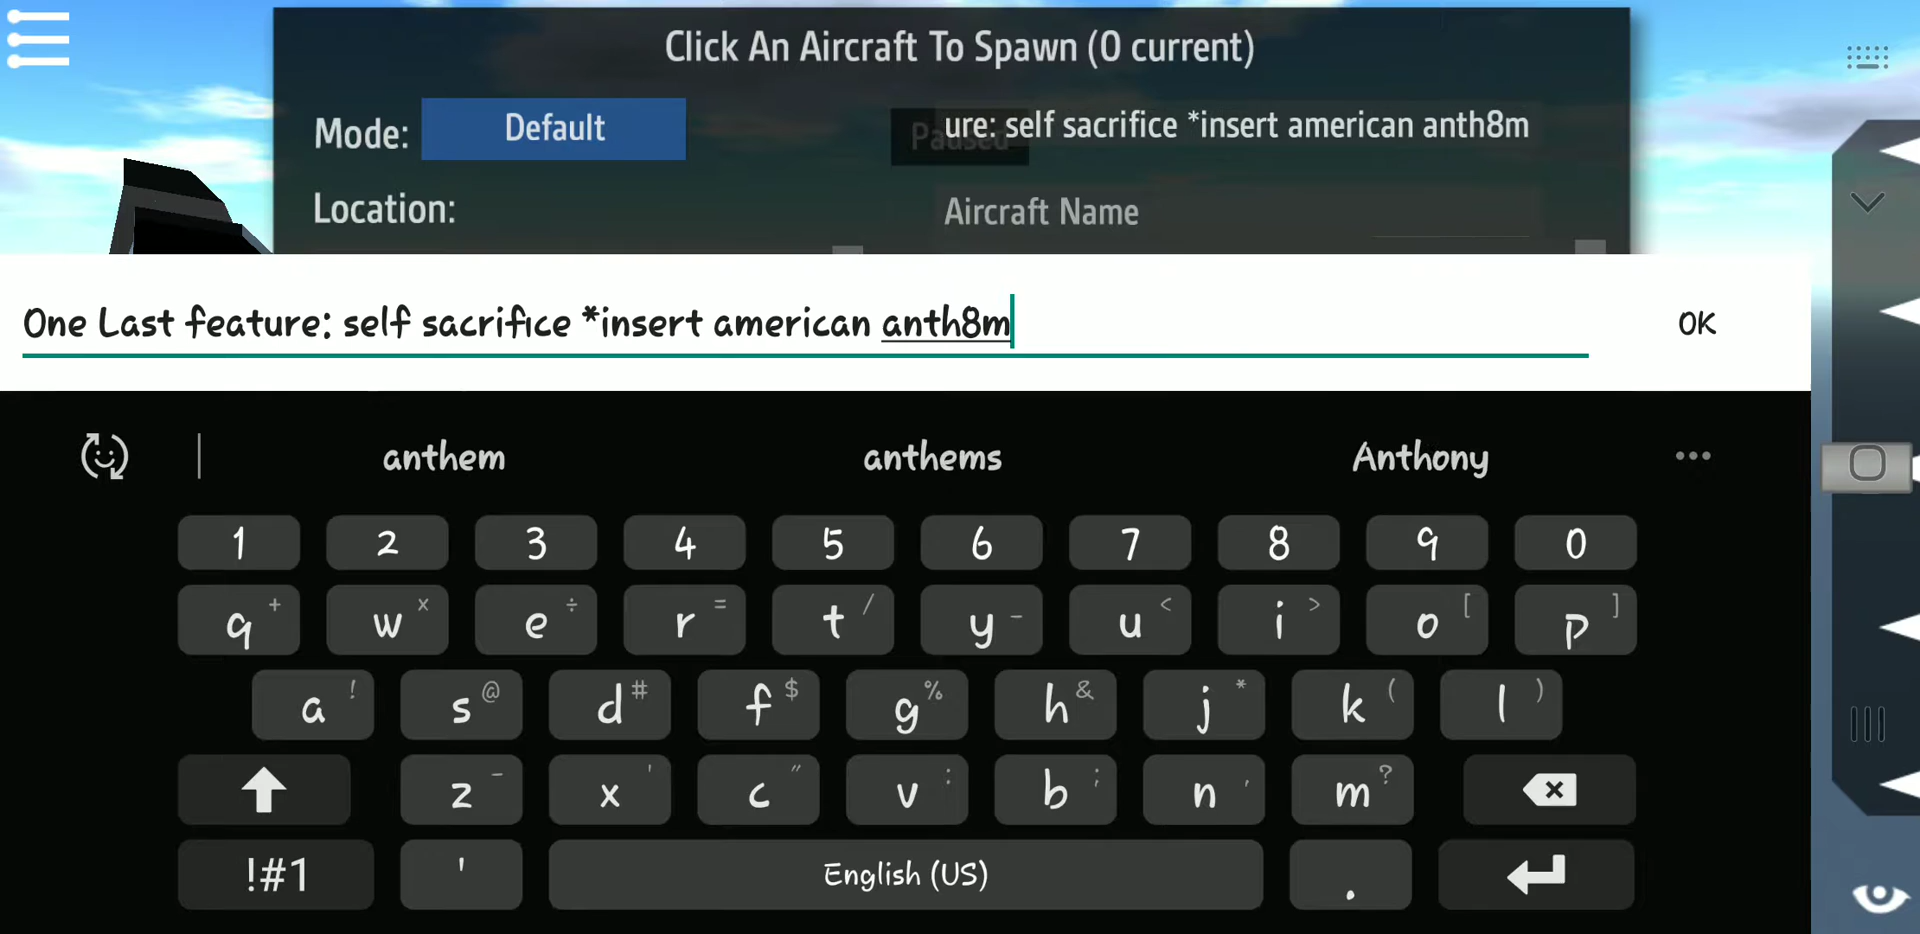 Click An Aircraft To Spawn (0 current)
Mode: Default
Paused
ure: self sacrifice *insert american anth8m
Location:
Aircraft Name
One Last feature: self sacrifice *insert american anth8m
OK
anthem anthems Anthony
1 2 3 4 5 6 7 8 9 0
q + w × e ÷ r = t / y - u < i > o [ p ]
a ! s @ d # f $ g % h & j * k ( l )
z - x ' c " v : b ; n , m ?
!#1 ' English (US) .